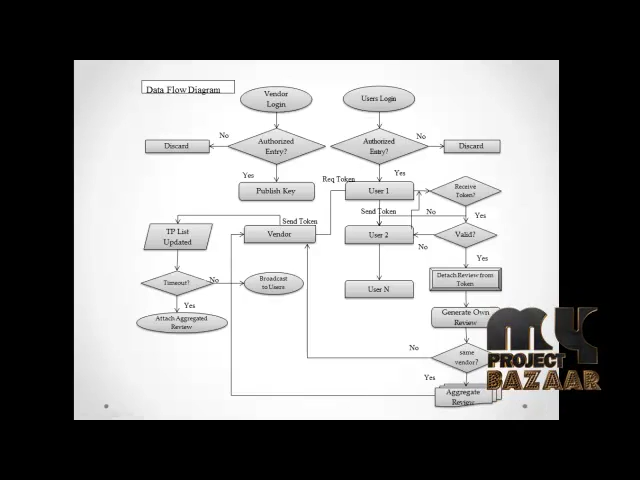 Data Flow Diagram
Vendor
Login
Users Login
No
No
Discard
Authorized
Entry?
Authorized
Entry?
Discard
Yes
Yes
Req Token
Publish Key
User 1
Receive
Token?
Send Token
No
Yes
Send Token
TP List
Updated
Vendor
User 2
Valid?
No
Yes
Timeout?
No
Broadcast
to Users
Detach Review from
Token
User N
Yes
Attach Aggregated
Review
Generate Own
Review
No
same
vendor?
Yes
Aggregate
Review
MY
PROJECT
BAZAAR